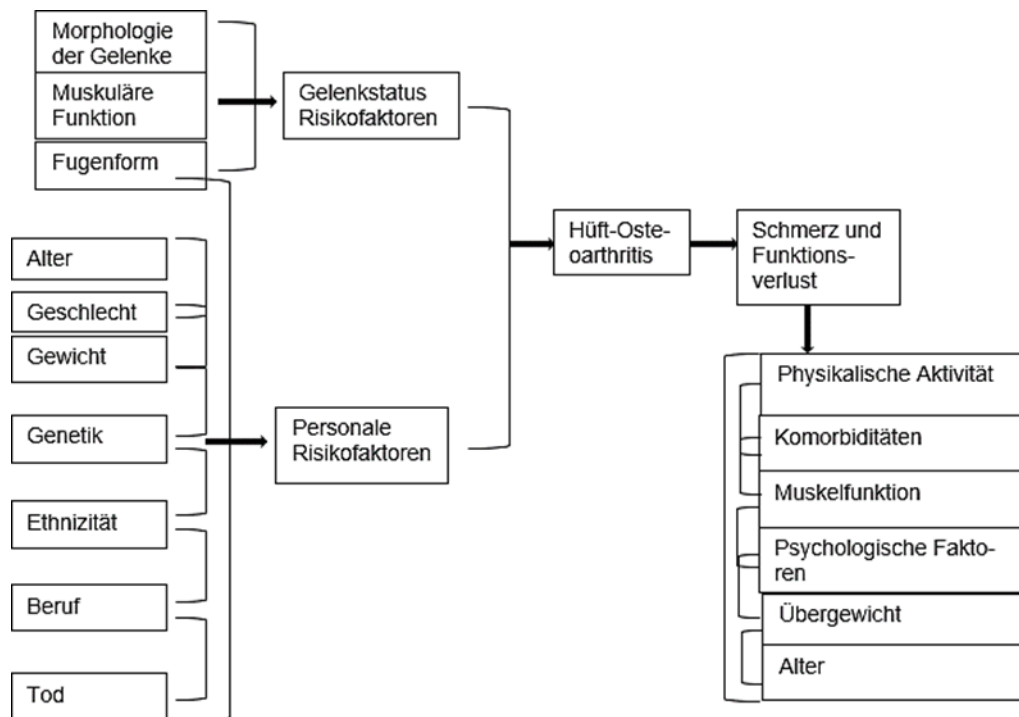 Morphologie
der Gelenke
Muskuläre
Funktion
Fugenform
Gelenkstatus
Risikofaktoren
Alter
Geschlecht
Gewicht
Genetik
Ethnizität
Beruf
Tod
Personale
Risikofaktoren
Hüft-Oste-
oarthritis
Schmerz und
Funktions-
verlust
Physikalische Aktivität
Komorbiditäten
Muskelfunktion
Psychologische Fakto-
ren
Übergewicht
Alter